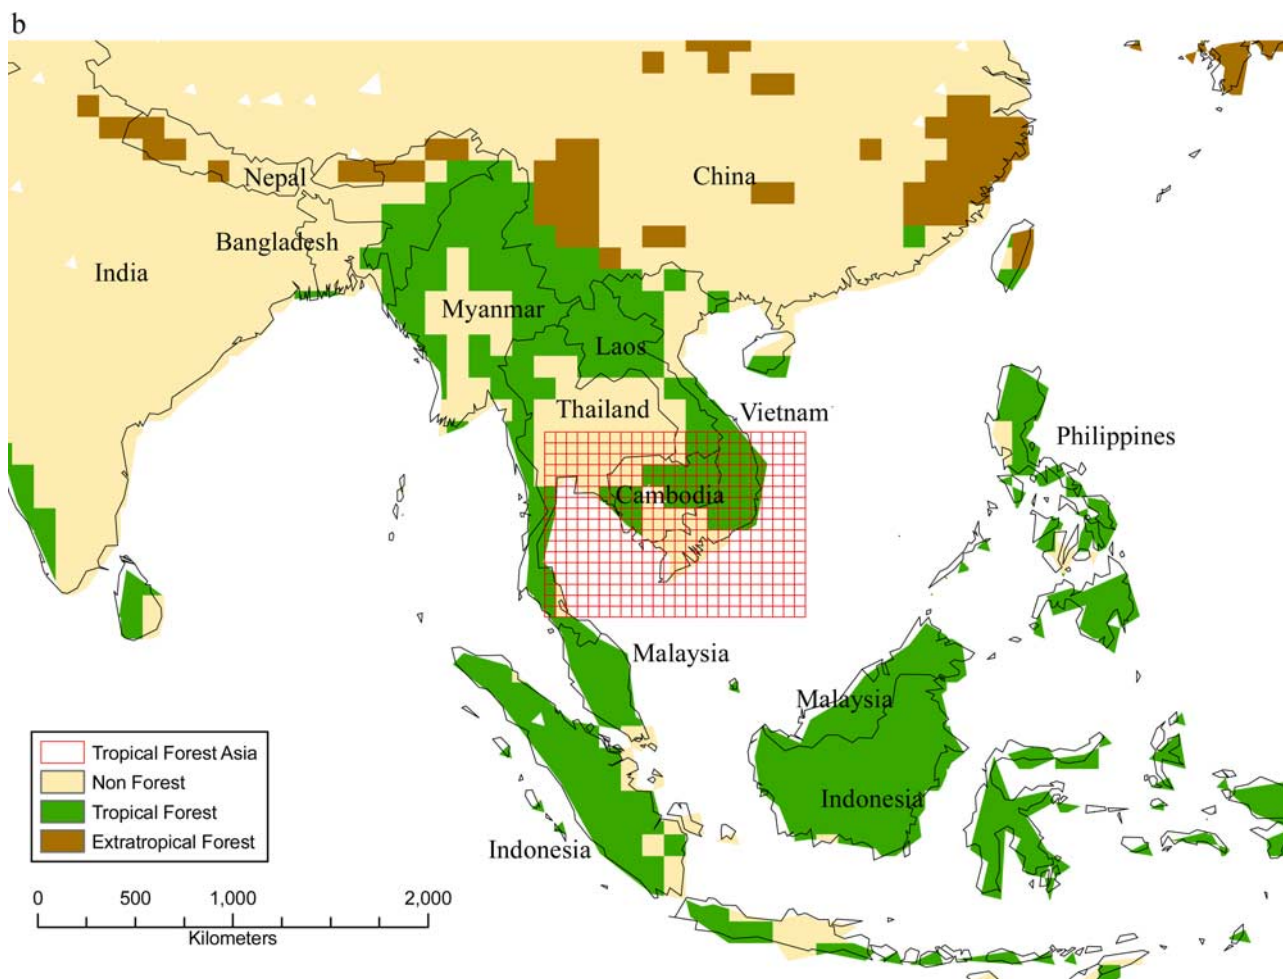 b
Nepal
China
Bangladesh
India
Myanmar
Laos
Thailand
Vietnam
Philippines
Cambodia
Malaysia
Malaysia
Indonesia
Indonesia
Tropical Forest Asia
Non Forest
Tropical Forest
Extratropical Forest
0 500 1,000 2,000
Kilometers